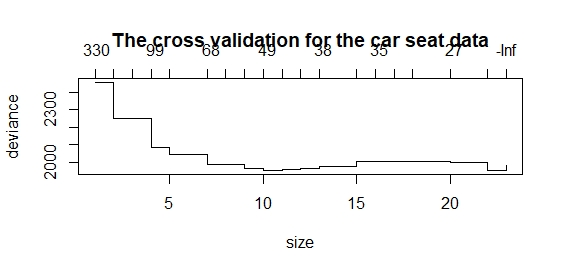 The cross validation for the car seat data
330 99 68 49 38 35 27 -Inf
deviance
2300
2000
5 10 15 20
size